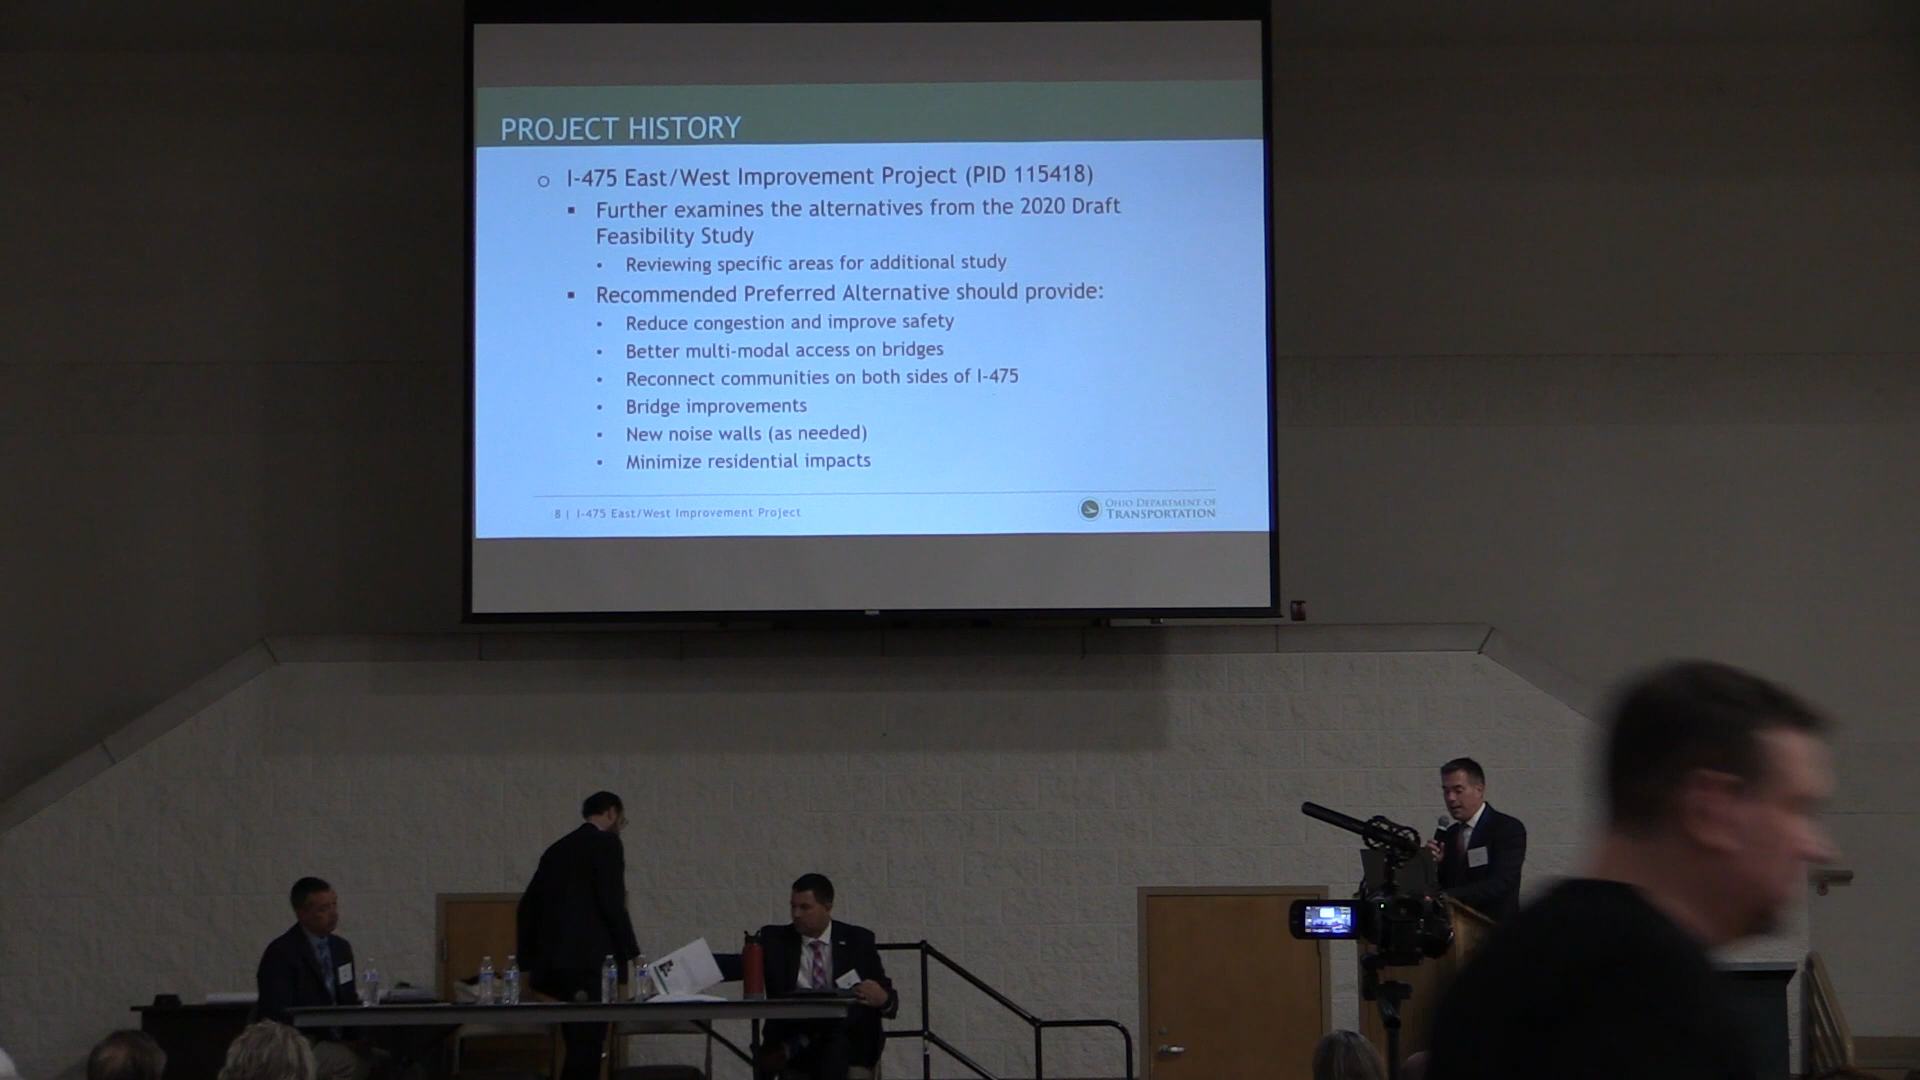 PROJECT HISTORY
I-475 East/West Improvement Project (PID 115418)
Further examines the alternatives from the 2020 Draft
Feasibility Study
Reviewing specific areas for additional study
Recommended Preferred Alternative should provide:
Reduce congestion and improve safety
Better multi-modal access on bridges
Reconnect communities on both sides of I-475
Bridge improvements
New noise walls (as needed)
Minimize residential impacts
8 | I-475 East/West Improvement Project
OHIO DEPARTMENT OF
TRANSPORTATION